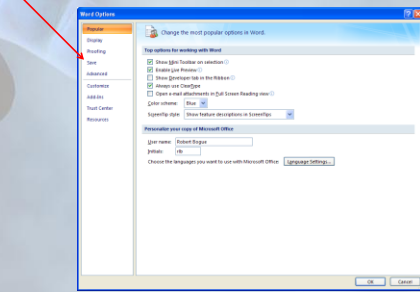 Word Options
Popular
Display
Proofing
Save
Advanced
Customize
Add-Ins
Trust Center
Resources
Change the most popular options in Word.
Top options for working with Word
Show Mini Toolbar on selection
Enable Live Preview
Show Developer tab in the Ribbon
Always use ClearType
Open e-mail attachments in Full Screen Reading view
Color scheme: Blue
ScreenTip style: Show feature descriptions in ScreenTips
Personalize your copy of Microsoft Office
User name: Robert Bogue
Initials: rlb
Choose the languages you want to use with Microsoft Office: Language Settings...
OK Cancel